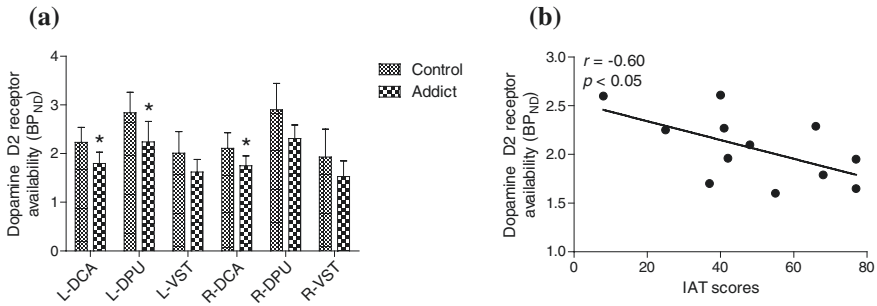 (a)
Dopamine D2 receptor
availability (BPND)
4
3
2
1
0
*
*
*
L-DCA
L-DPU
L-VST
R-DCA
R-DPU
R-VST
Control
Addict
(b)
Dopamine D2 receptor
availability (BPND)
3.0
2.5
2.0
1.5
1.0
r = -0.60
p < 0.05
0
20
40
60
80
IAT scores